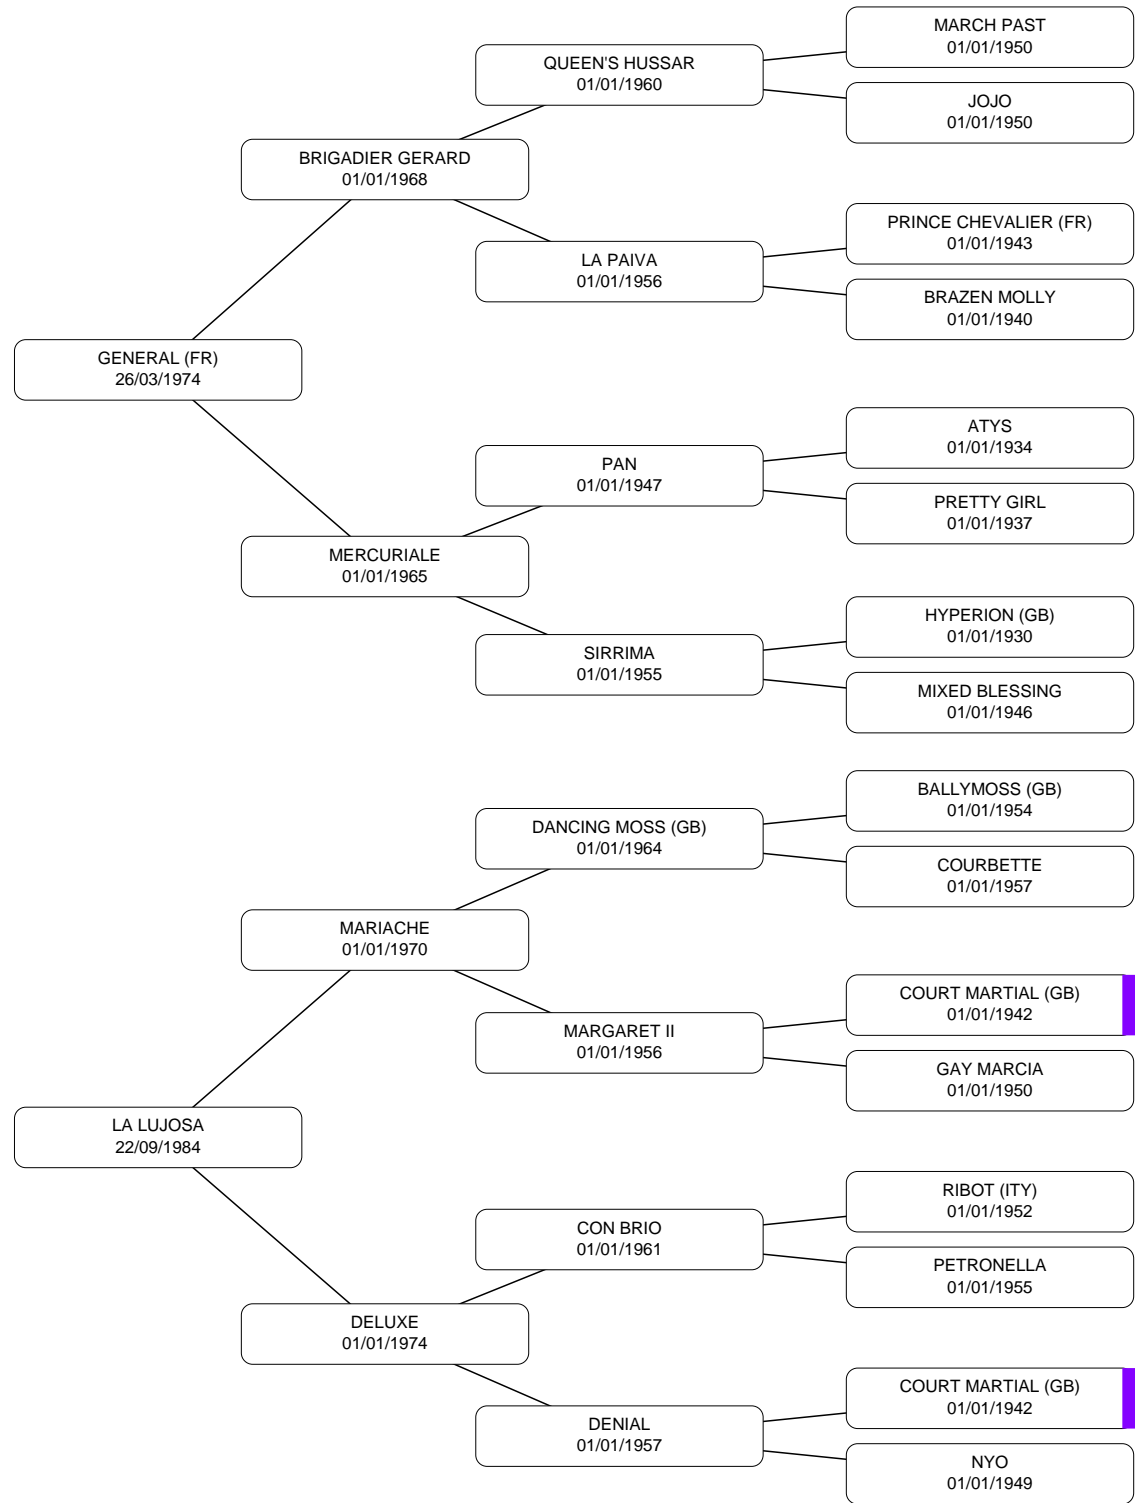 MARCH PAST
01/01/1950
QUEEN'S HUSSAR
01/01/1960
JOJO
01/01/1950
BRIGADIER GERARD
01/01/1968
PRINCE CHEVALIER (FR)
01/01/1943
LA PAIVA
01/01/1956
BRAZEN MOLLY
01/01/1940
GENERAL (FR)
26/03/1974
ATYS
01/01/1934
PAN
01/01/1947
PRETTY GIRL
01/01/1937
MERCURIALE
01/01/1965
HYPERION (GB)
01/01/1930
SIRRIMA
01/01/1955
MIXED BLESSING
01/01/1946
BALLYMOSS (GB)
01/01/1954
DANCING MOSS (GB)
01/01/1964
COURBETTE
01/01/1957
MARIACHE
01/01/1970
COURT MARTIAL (GB)
01/01/1942
MARGARET II
01/01/1956
GAY MARCIA
01/01/1950
LA LUJOSA
22/09/1984
RIBOT (ITY)
01/01/1952
CON BRIO
01/01/1961
PETRONELLA
01/01/1955
DELUXE
01/01/1974
COURT MARTIAL (GB)
01/01/1942
DENIAL
01/01/1957
NYO
01/01/1949